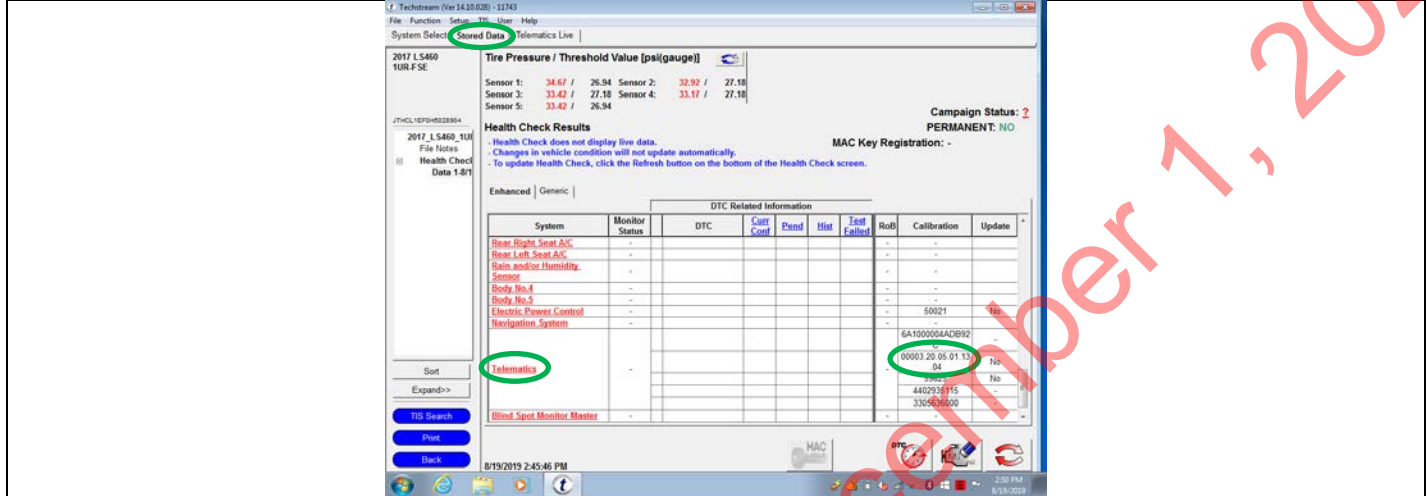 Techstream (Ver 14.10.028) - 11743
File Function Setup TIS User Help
System Select Stored Data Telematics Live
2017 LS460
1UR-FSE
Tire Pressure / Threshold Value [psi(gauge)]
Sensor 1: 34.67 / 26.94 Sensor 2: 32.92 / 27.18
Sensor 3: 33.42 / 27.18 Sensor 4: 33.17 / 27.18
Sensor 5: 33.42 / 26.94
Campaign Status: ?
PERMANENT: NO
Health Check Results
MAC Key Registration: -
- Health Check does not display live data.
- Changes in vehicle condition will not update automatically.
- To update Health Check, click the Refresh button on the bottom of the Health Check screen.
2017_LS460_1UI
File Notes
Health Checl
Data 1-8/1
Enhanced Generic
DTC Related Information
System Monitor Status DTC Curr Conf Pend Hist Test Failed RoB Calibration Update
Rear Right Seat A/C - - -
Rear Left Seat A/C - - -
Rain and/or Humidity Sensor - - -
Body No.4 - - -
Body No.5 - - -
Electric Power Control - - 50021 No
Navigation System - - -
6A1000004ADB92
Telematics - - 00003.20.05.01.13.04 No
No
4402935115 -
3305636000 -
Blind Spot Monitor Master - - -
Sort
Expand>>
TIS Search
Print
Back
HAC
DTC
8/19/2019 2:45:46 PM
2:50 PM
8/19/2019
cember 1, 202